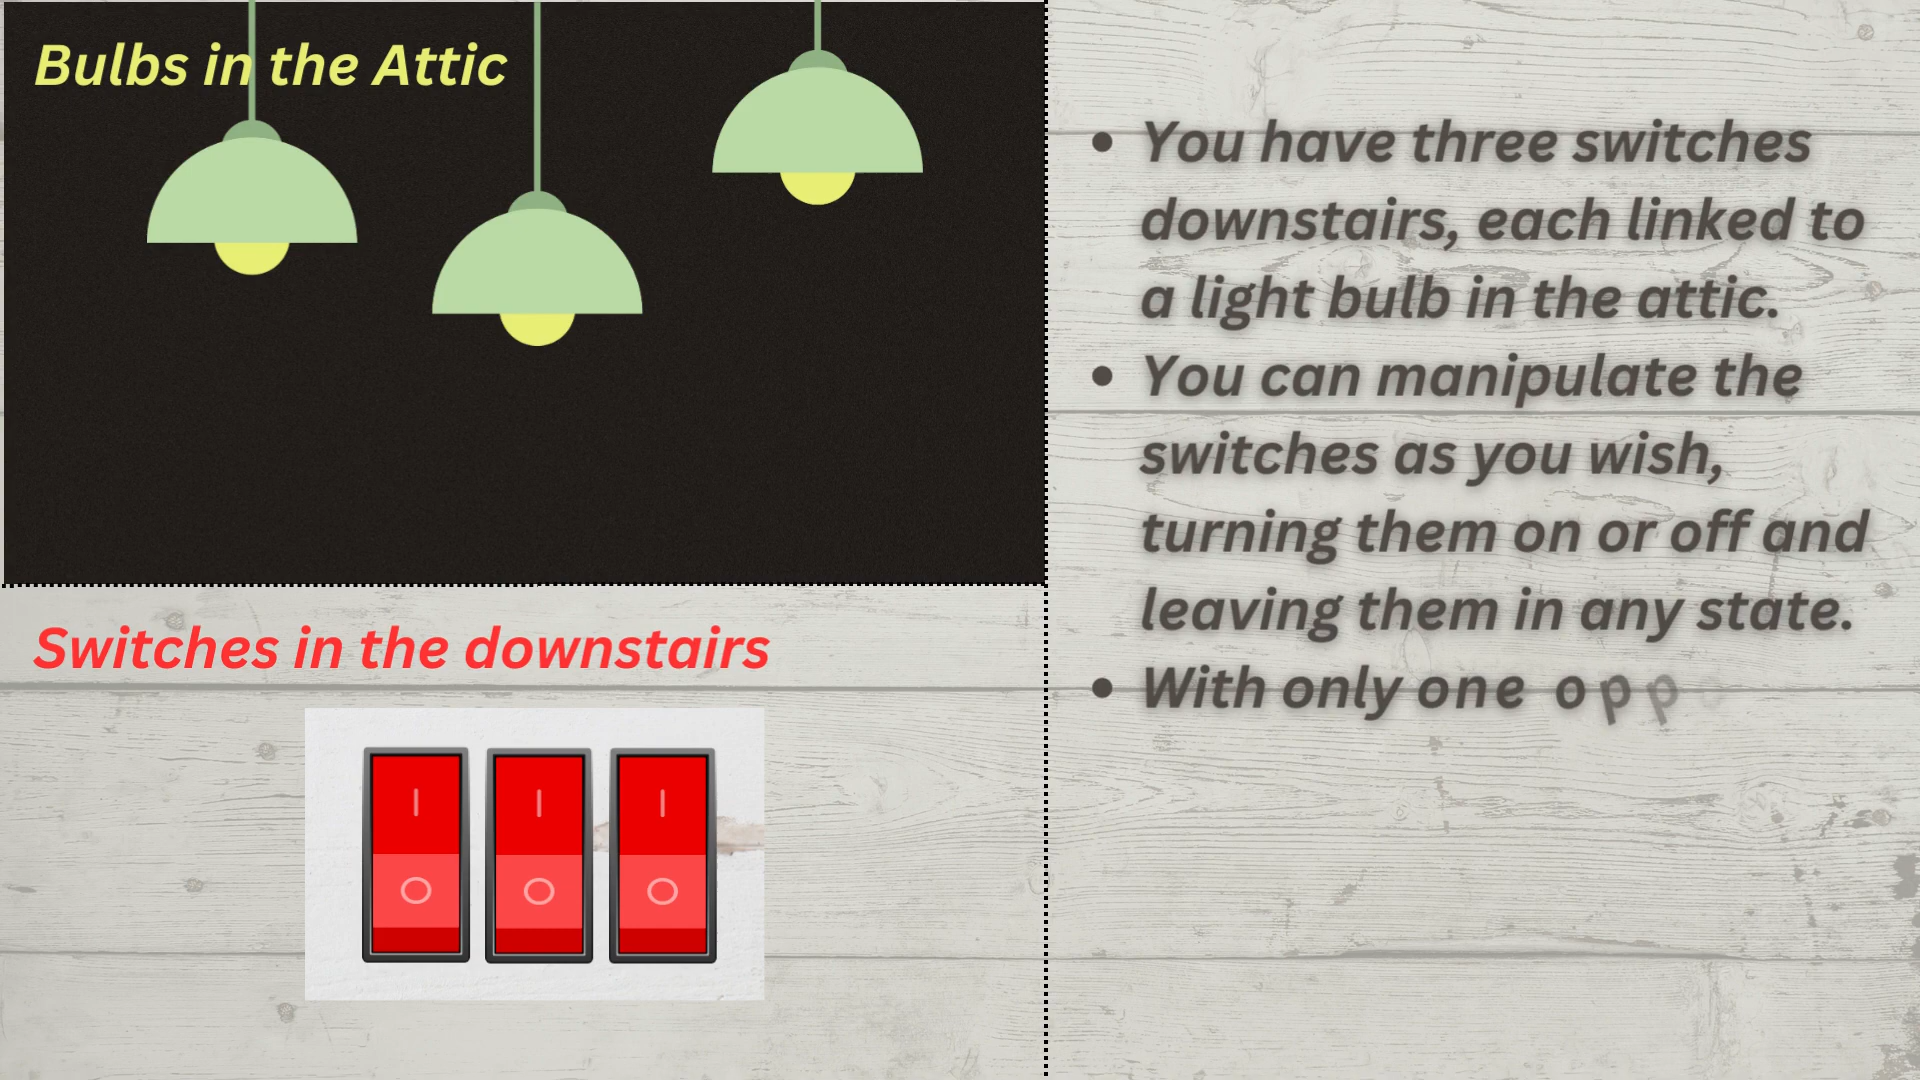 Bulbs in the Attic
Switches in the downstairs
• You have three switches
downstairs, each linked to
a light bulb in the attic.
• You can manipulate the
switches as you wish,
turning them on or off and
leaving them in any state.
• With only one opp